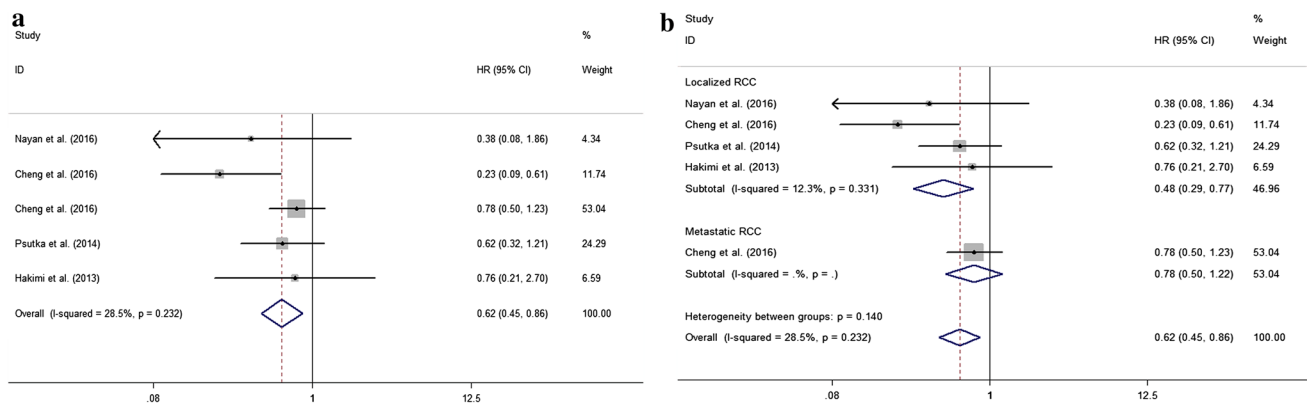 a
Study %
ID HR (95% CI) Weight
Nayan et al. (2016) 0.38 (0.08, 1.86) 4.34
Cheng et al. (2016) 0.23 (0.09, 0.61) 11.74
Cheng et al. (2016) 0.78 (0.50, 1.23) 53.04
Psutka et al. (2014) 0.62 (0.32, 1.21) 24.29
Hakimi et al. (2013) 0.76 (0.21, 2.70) 6.59
Overall (I-squared = 28.5%, p = 0.232) 0.62 (0.45, 0.86) 100.00
.08 1 12.5
b
Study %
ID HR (95% CI) Weight
Localized RCC
Nayan et al. (2016) 0.38 (0.08, 1.86) 4.34
Cheng et al. (2016) 0.23 (0.09, 0.61) 11.74
Psutka et al. (2014) 0.62 (0.32, 1.21) 24.29
Hakimi et al. (2013) 0.76 (0.21, 2.70) 6.59
Subtotal (I-squared = 12.3%, p = 0.331) 0.48 (0.29, 0.77) 46.96
Metastatic RCC
Cheng et al. (2016) 0.78 (0.50, 1.23) 53.04
Subtotal (I-squared = .%, p = .) 0.78 (0.50, 1.22) 53.04
Heterogeneity between groups: p = 0.140
Overall (I-squared = 28.5%, p = 0.232) 0.62 (0.45, 0.86) 100.00
.08 1 12.5